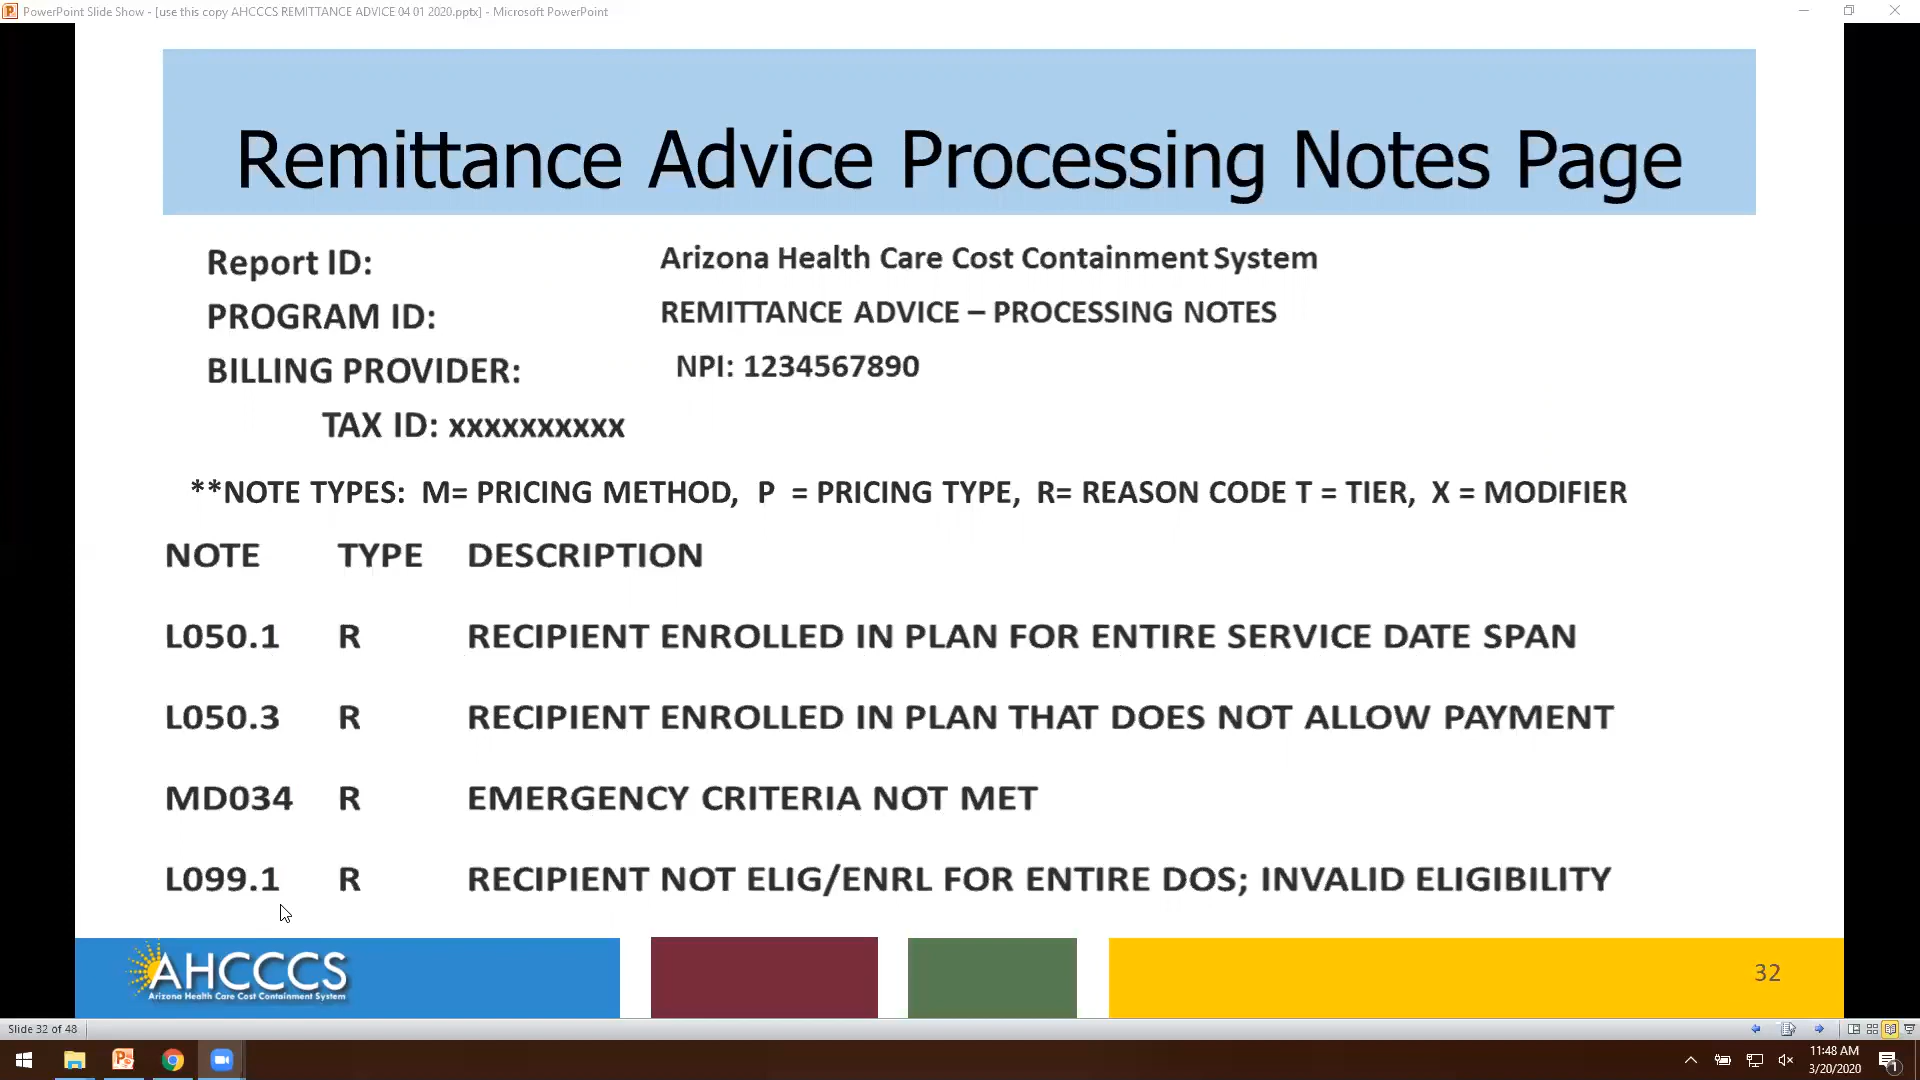 PowerPoint Slide Show - [use this copy AHCCCS REMITTANCE ADVICE 04 01 2020.pptx] - Microsoft PowerPoint
Remittance Advice Processing Notes Page
Report ID: Arizona Health Care Cost Containment System
PROGRAM ID: REMITTANCE ADVICE – PROCESSING NOTES
BILLING PROVIDER: NPI: 1234567890
TAX ID: xxxxxxxxxx
**NOTE TYPES: M= PRICING METHOD, P = PRICING TYPE, R= REASON CODE T = TIER, X = MODIFIER
NOTE TYPE DESCRIPTION
L050.1 R RECIPIENT ENROLLED IN PLAN FOR ENTIRE SERVICE DATE SPAN
L050.3 R RECIPIENT ENROLLED IN PLAN THAT DOES NOT ALLOW PAYMENT
MD034 R EMERGENCY CRITERIA NOT MET
L099.1 R RECIPIENT NOT ELIG/ENRL FOR ENTIRE DOS; INVALID ELIGIBILITY
AHCCCS
Arizona Health Care Cost Containment System
32
Slide 32 of 48
11:48 AM
3/20/2020
1